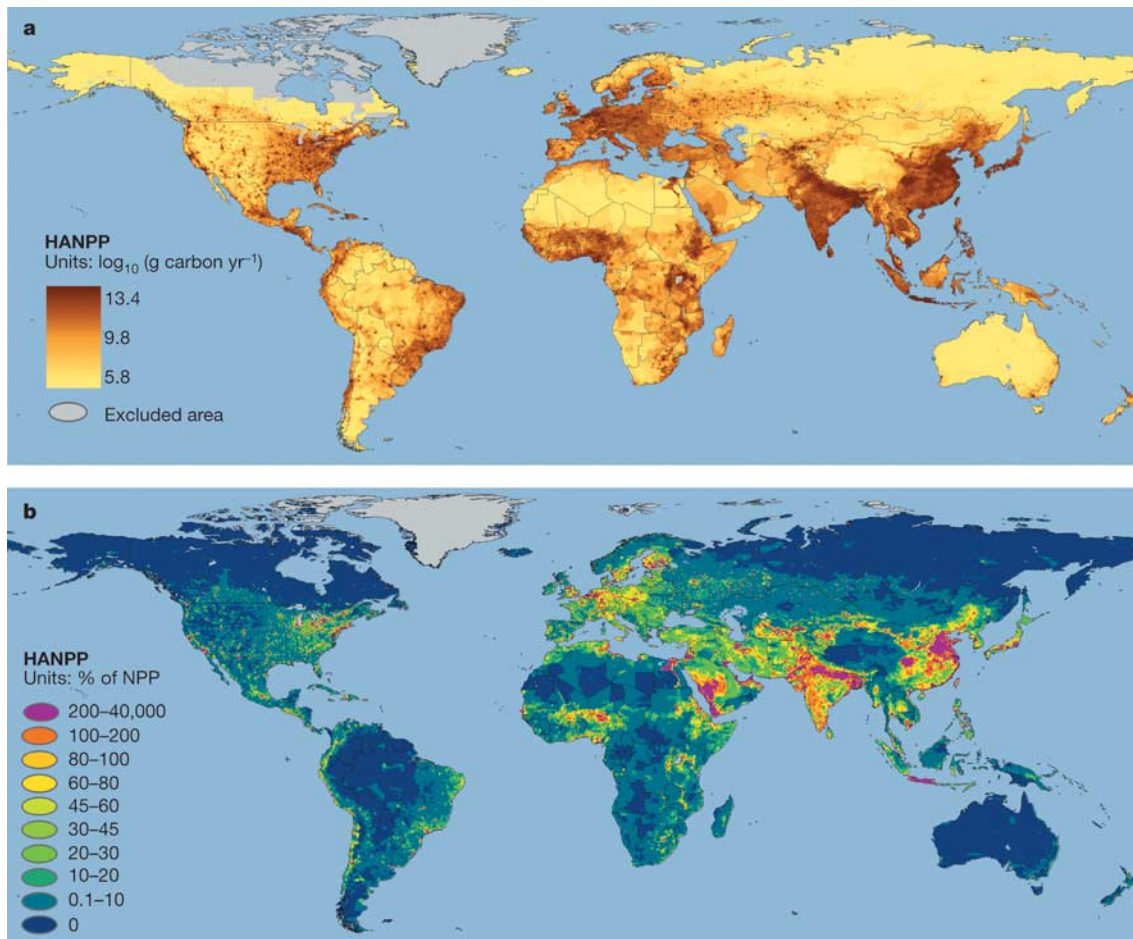 a
HANPP
Units: log₁₀ (g carbon yr⁻¹)
13.4
9.8
5.8
Excluded area
b
HANPP
Units: % of NPP
200–40,000
100–200
80–100
60–80
45–60
30–45
20–30
10–20
0.1–10
0